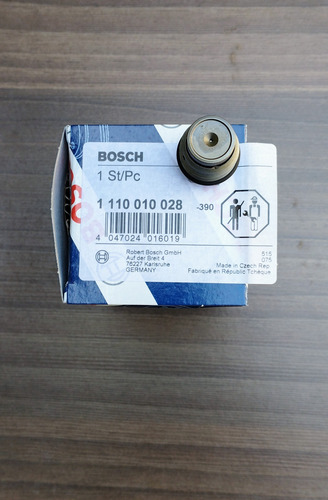 BOSCH
1 St/Pc
1 110 010 028 -390
4 047024 016019
Robert Bosch GmbH
Auf der Breit 4
76227 Karlsruhe
GERMANY
515
075
Made in Czech Rep.
Fabriqué en République Tchèque